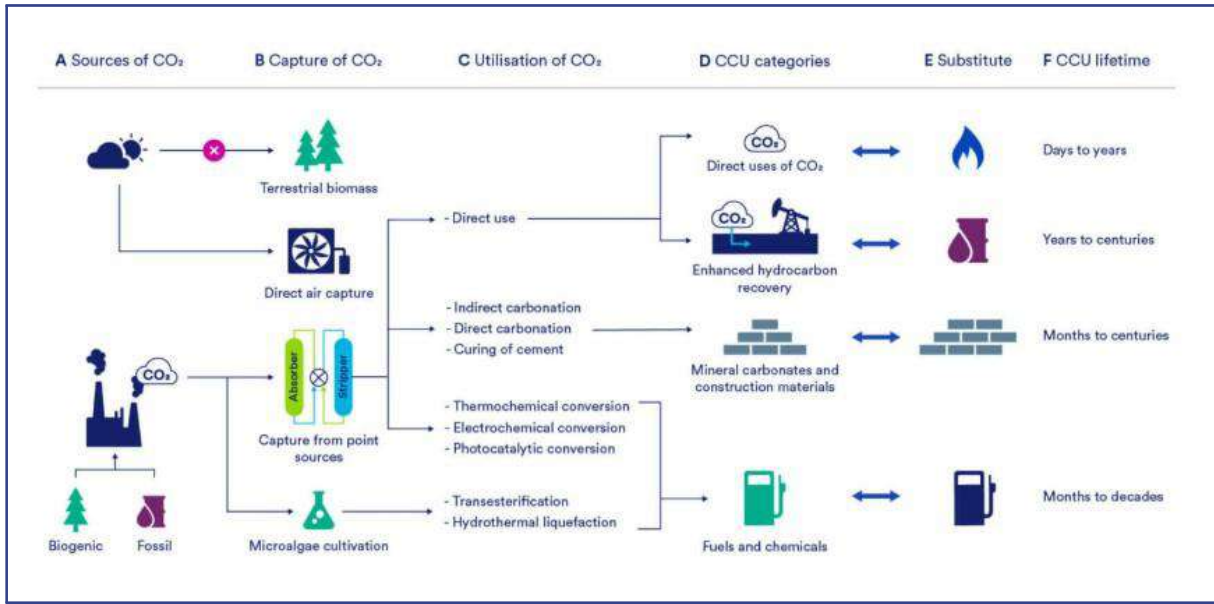 A Sources of CO₂
B Capture of CO₂
C Utilisation of CO₂
D CCU categories
E Substitute
F CCU lifetime
Terrestrial biomass
Direct air capture
CO₂
Absorber
Stripper
Capture from point
sources
Biogenic
Fossil
Microalgae cultivation
- Direct use
- Indirect carbonation
- Direct carbonation
- Curing of cement
- Thermochemical conversion
- Electrochemical conversion
- Photocatalytic conversion
- Transesterification
- Hydrothermal liquefaction
CO₂
Direct uses of CO₂
CO₂
Enhanced hydrocarbon
recovery
Mineral carbonates and
construction materials
Fuels and chemicals
Days to years
Years to centuries
Months to centuries
Months to decades